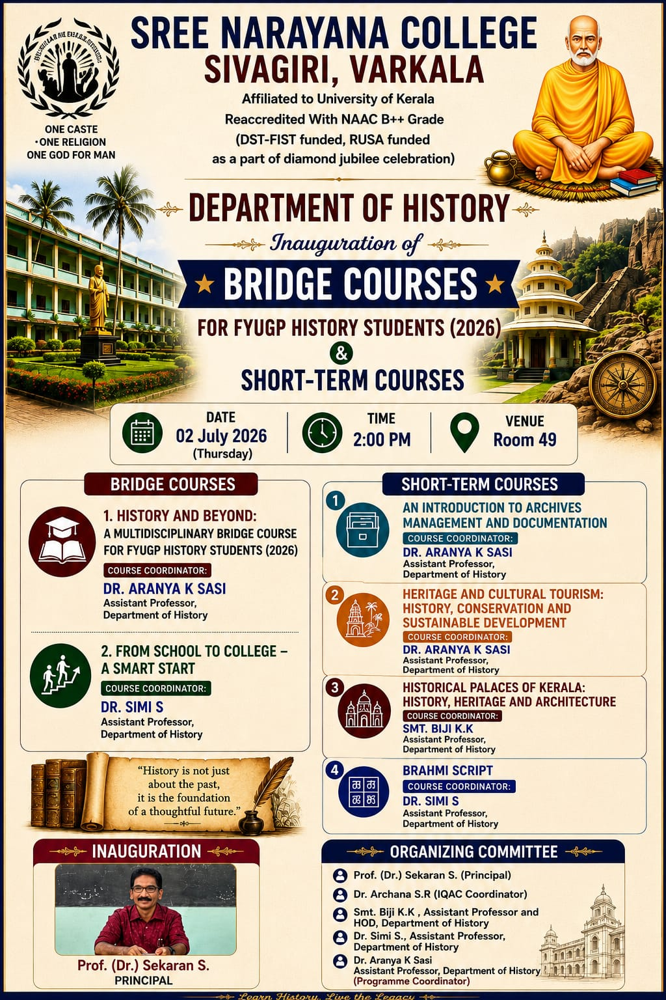 SREE NARAYANA COLLEGE
SIVAGIRI, VARKALA
Affiliated to University of Kerala
Reaccredited With NAAC B++ Grade
(DST-FIST funded, RUSA funded
as a part of diamond jubilee celebration)
ONE CASTE
·ONE RELIGION
ONE GOD FOR MAN
DEPARTMENT OF HISTORY
Inauguration of
BRIDGE COURSES
FOR FYUGP HISTORY STUDENTS (2026)
&
SHORT-TERM COURSES
DATE
02 July 2026
(Thursday)
TIME
2:00 PM
VENUE
Room 49
BRIDGE COURSES
1. HISTORY AND BEYOND:
A MULTIDISCIPLINARY BRIDGE COURSE
FOR FYUGP HISTORY STUDENTS (2026)
COURSE COORDINATOR:
DR. ARANYA K SASI
Assistant Professor,
Department of History
2. FROM SCHOOL TO COLLEGE –
A SMART START
COURSE COORDINATOR:
DR. SIMI S
Assistant Professor,
Department of History
"History is not just
about the past,
it is the foundation
of a thoughtful future."
SHORT-TERM COURSES
1
AN INTRODUCTION TO ARCHIVES
MANAGEMENT AND DOCUMENTATION
COURSE COORDINATOR:
DR. ARANYA K SASI
Assistant Professor,
Department of History
2
HERITAGE AND CULTURAL TOURISM:
HISTORY, CONSERVATION AND
SUSTAINABLE DEVELOPMENT
COURSE COORDINATOR:
DR. ARANYA K SASI
Assistant Professor,
Department of History
3
HISTORICAL PALACES OF KERALA:
HISTORY, HERITAGE AND ARCHITECTURE
COURSE COORDINATOR:
SMT. BIJI K.K
Assistant Professor,
Department of History
4
BRAHMI SCRIPT
COURSE COORDINATOR:
DR. SIMI S
Assistant Professor,
Department of History
INAUGURATION
Prof. (Dr.) Sekaran S.
PRINCIPAL
ORGANIZING COMMITTEE
Prof. (Dr.) Sekaran S. (Principal)
Dr. Archana S.R (IQAC Coordinator)
Smt. Biji K.K , Assistant Professor and
HOD, Department of History
Dr. Simi S., Assistant Professor,
Department of History
Dr. Aranya K Sasi
Assistant Professor, Department of History
(Programme Coordinator)
Learn History, Live the Legacy